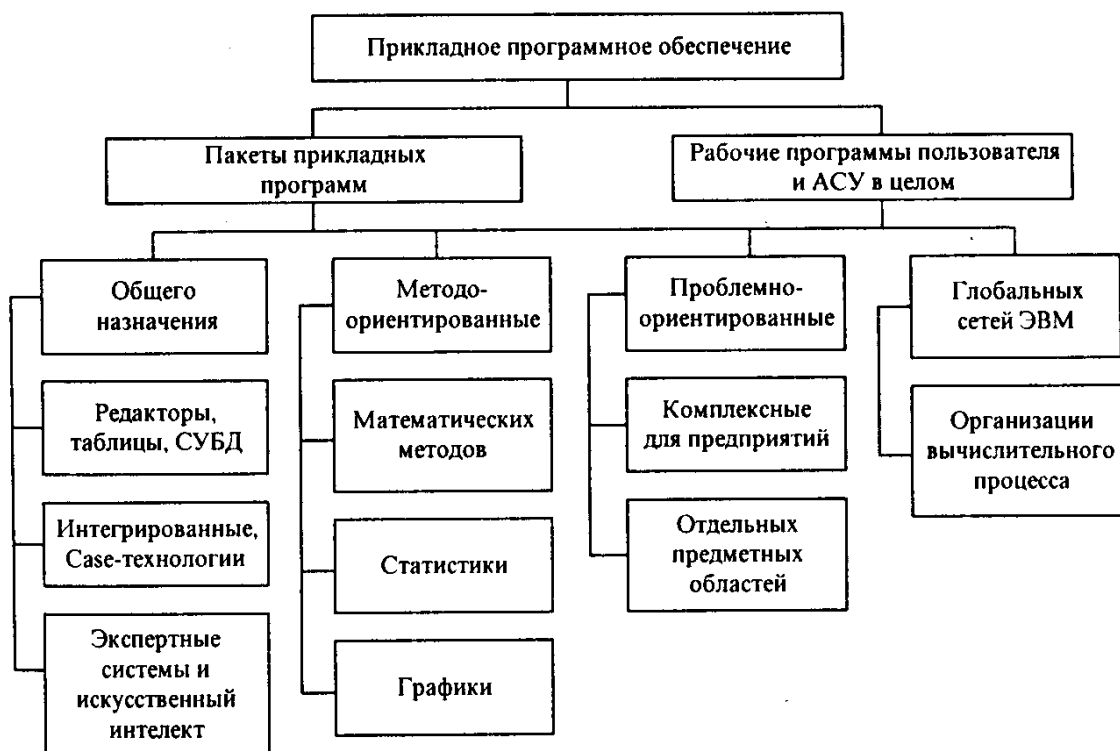 Прикладное программное обеспечение
Пакеты прикладных
программ
Рабочие программы пользователя
и АСУ в целом
Общего
назначения
Редакторы,
таблицы, СУБД
Интегрированные,
Case-технологии
Экспертные
системы и
искусственный
интелект
Методо-
ориентированные
Математических
методов
Статистики
Графики
Проблемно-
ориентированные
Комплексные
для предприятий
Отдельных
предметных
областей
Глобальных
сетей ЭВМ
Организации
вычислительного
процесса